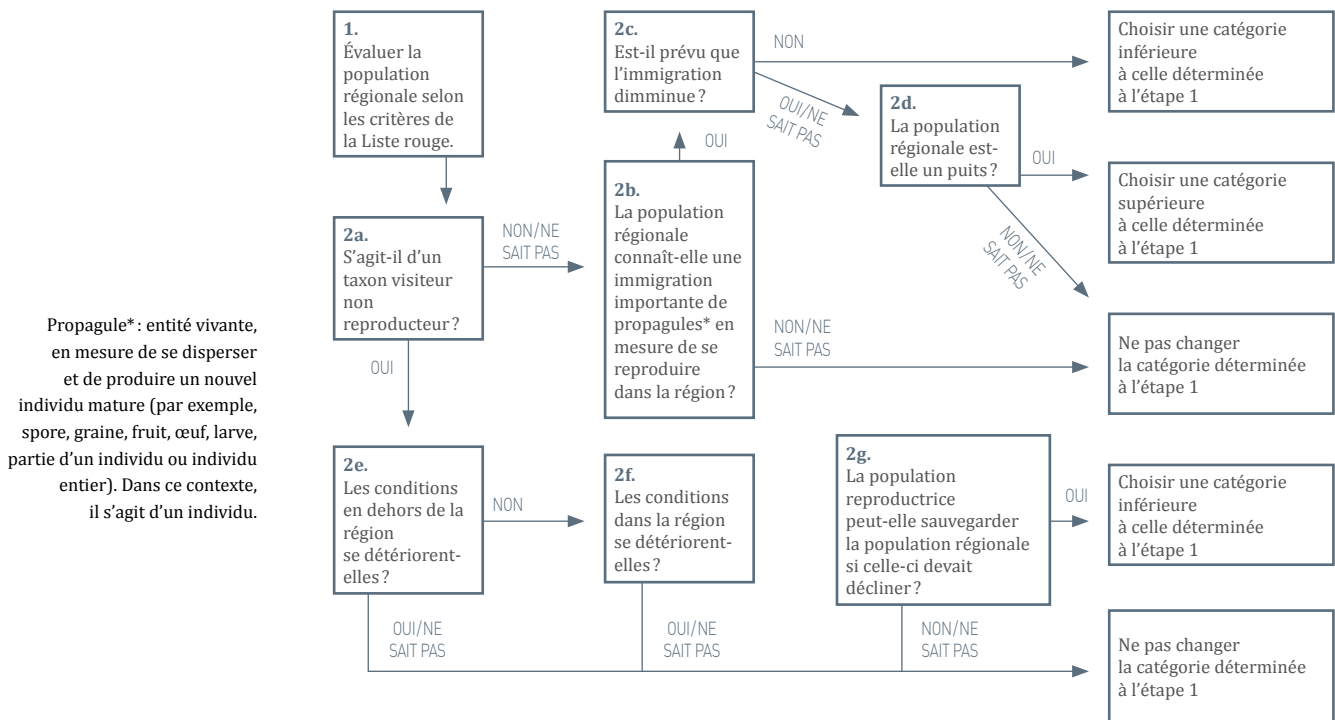 1.
Évaluer la
population
régionale selon
les critères de
la Liste rouge.
2c.
Est-il prévu que
l'immigration
dimminue ?
NON
Choisir une catégorie
inférieure
à celle déterminée
à l'étape 1
OUI/NE
SAIT PAS
2d.
La population
régionale est-
elle un puits ?
OUI
Choisir une catégorie
supérieure
à celle déterminée
à l'étape 1
NON/NE
SAIT PAS
OUI
2a.
S'agit-il d'un
taxon visiteur
non
reproducteur ?
NON/NE
SAIT PAS
2b.
La population
régionale
connaît-elle une
immigration
importante de
propagules* en
mesure de se
reproduire
dans la région ?
NON/NE
SAIT PAS
Ne pas changer
la catégorie déterminée
à l'étape 1
OUI
Propagule* : entité vivante,
en mesure de se disperser
et de produire un nouvel
individu mature (par exemple,
spore, graine, fruit, œuf, larve,
partie d'un individu ou individu
entier). Dans ce contexte,
il s'agit d'un individu.
2e.
Les conditions
en dehors de la
région
se détériorent-
elles ?
NON
2f.
Les conditions
dans la région
se détériorent-
elles ?
2g.
La population
reproductrice
peut-elle sauvegarder
la population régionale
si celle-ci devait
décliner ?
OUI
Choisir une catégorie
inférieure
à celle déterminée
à l'étape 1
OUI/NE
SAIT PAS
OUI/NE
SAIT PAS
NON/NE
SAIT PAS
Ne pas changer
la catégorie déterminée
à l'étape 1